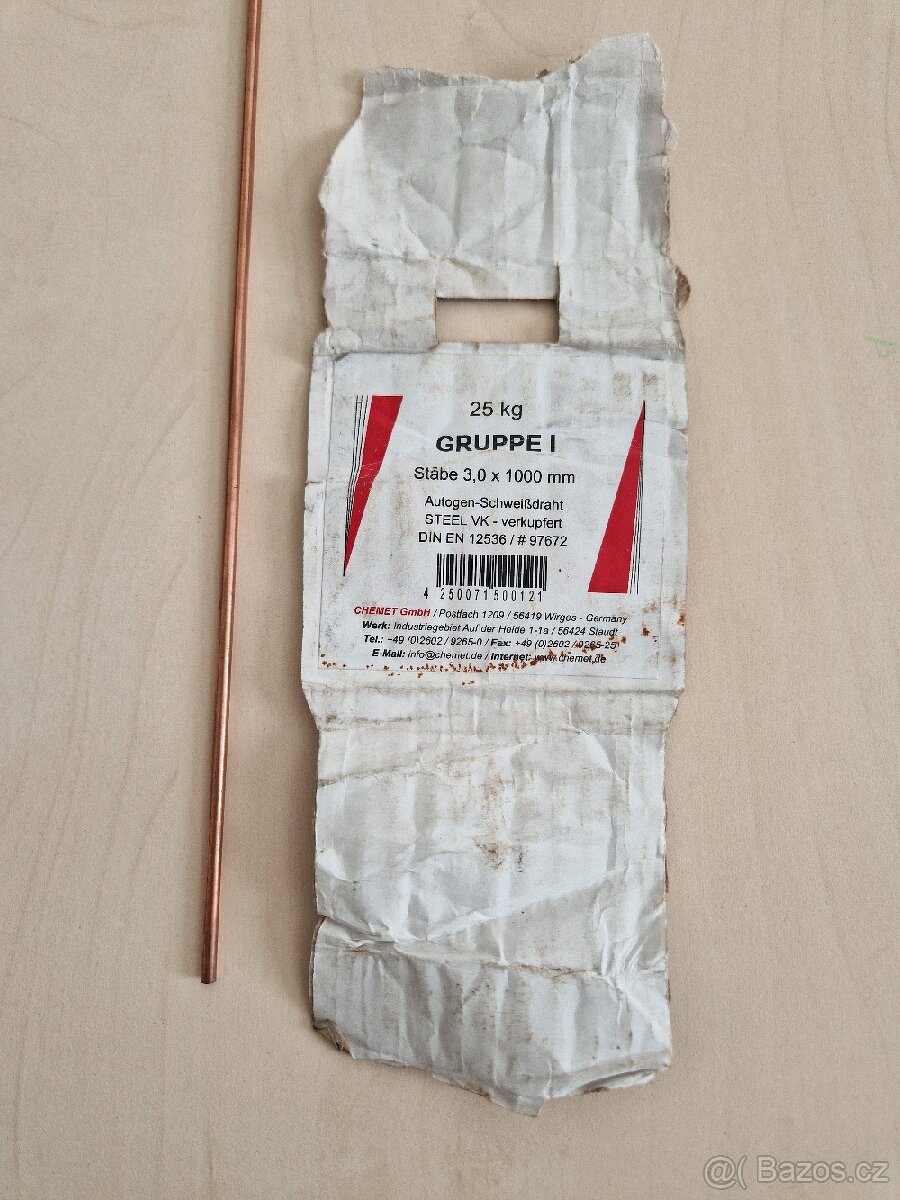 25 kg
GRUPPE I
Stäbe 3,0 x 1000 mm
Autogen-Schweißdraht
STEEL VK - verkupfert
DIN EN 12536 / # 97672
4 250071500121
CHEMET GmbH / Postfach 1209 / 56419 Wirges - Germany
Werk: Industriegebiet Auf der Heide 1-1a / 56424 Staudt
Tel.: +49 (0)2602 / 9265-0 / Fax: +49 (0)2602 / 9265-25
E-Mail: info@chemet.de / Internet: www.chemet.de
@( Bazos.cz